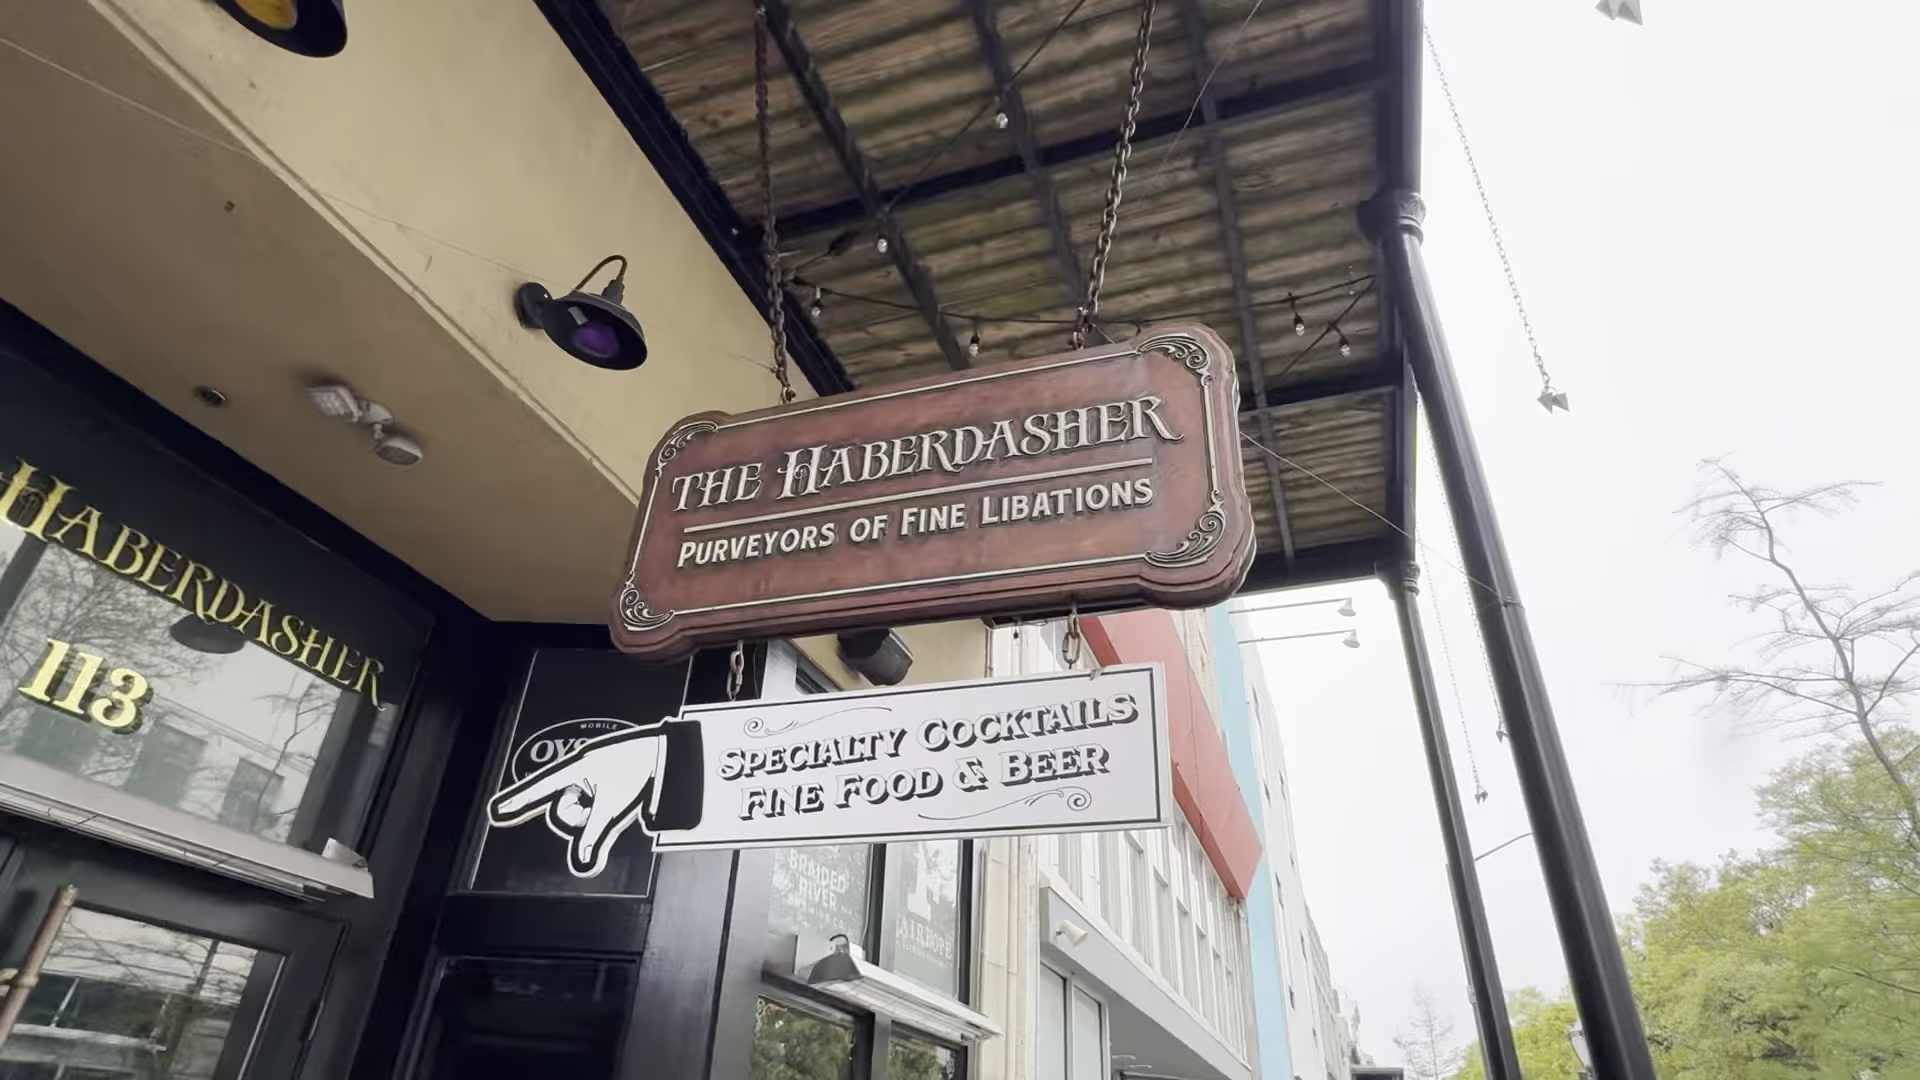 HABERDASHER
113
THE HABERDASHER
PURVEYORS OF FINE LIBATIONS
MOBILE
SPECIALTY COCKTAILS
FINE FOOD & BEER
BRAIDED
RIVER